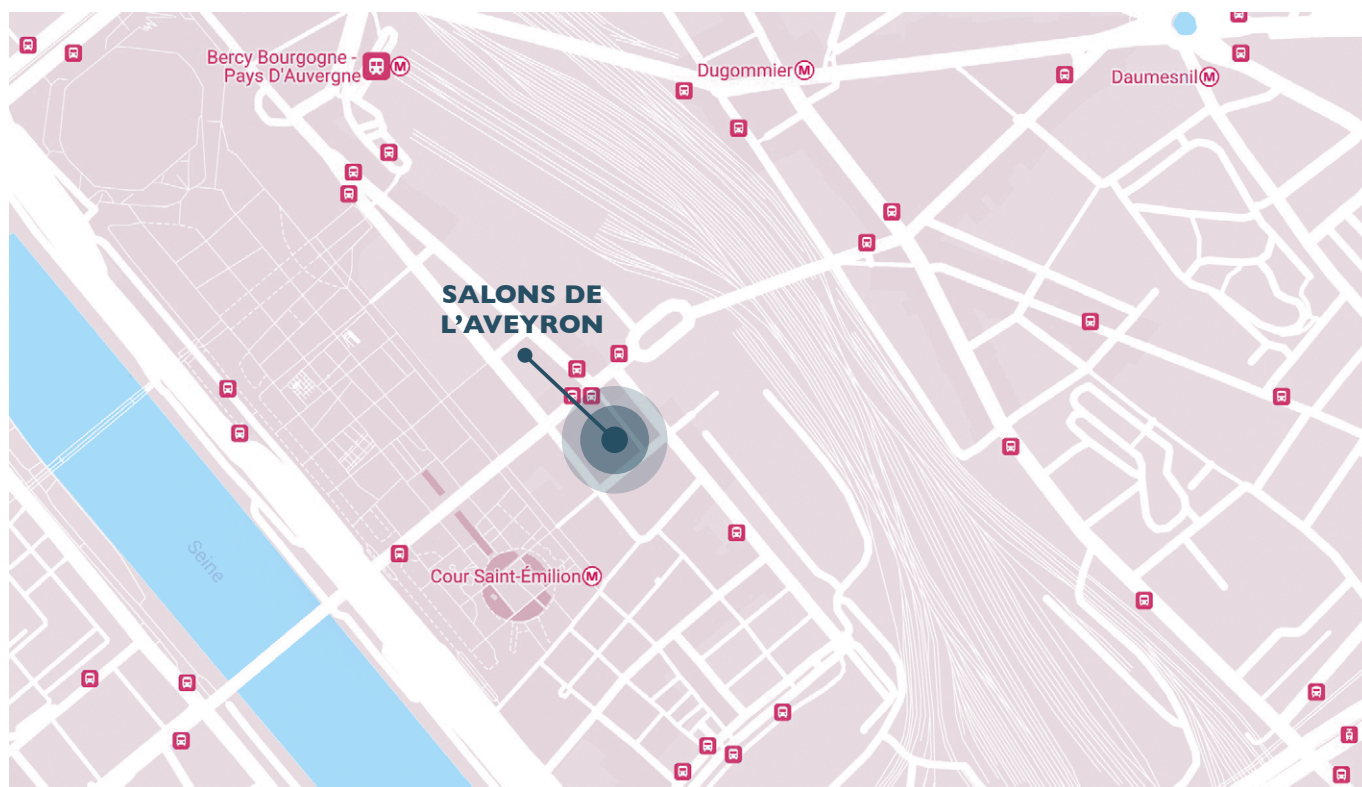 Bercy Bourgogne -
Pays D'Auvergne M
Dugommier M
Daumesnil M
SALONS DE
L'AVEYRON
Seine
Cour Saint-Émilion M